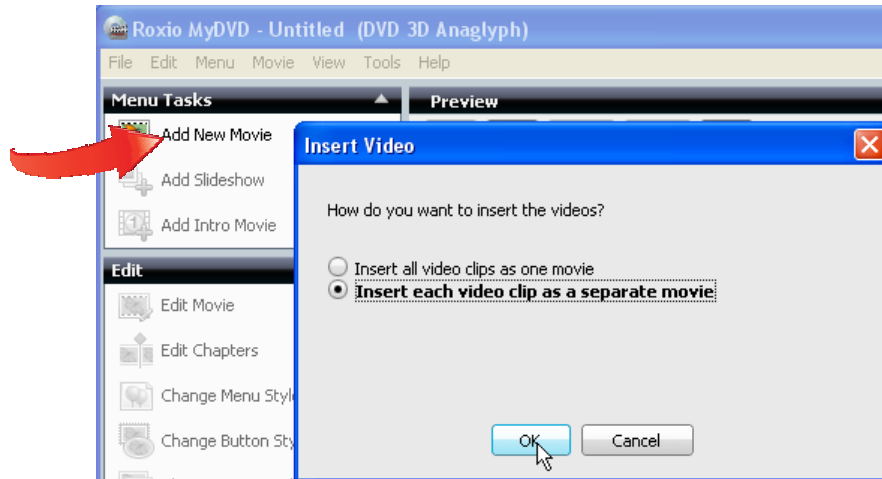 Roxio MyDVD - Untitled (DVD 3D Anaglyph)
File Edit Menu Movie View Tools Help
Menu Tasks
Preview
Add New Movie
Add Slideshow
Add Intro Movie
Edit
Edit Movie
Edit Chapters
Change Menu
Change Button
Insert Video
How do you want to insert the videos?
Insert all video clips as one movie
Insert each video clip as a separate movie
OK Cancel